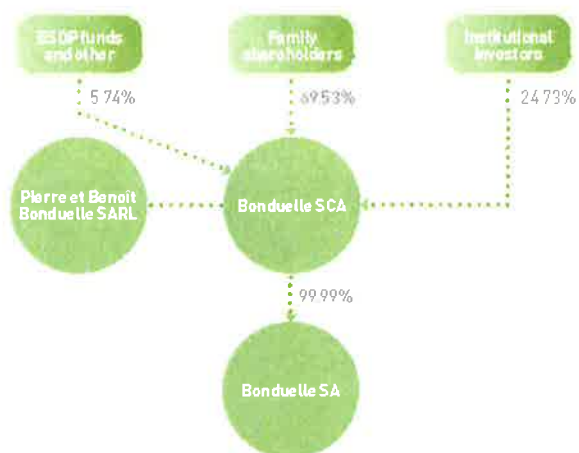 ESOP funds
and other
Family
shareholders
Institutional
investors
5.74%
69.53%
24.73%
Pierre et Benoît
Bonduelle SARL
Bonduelle SCA
99.99%
Bonduelle SA